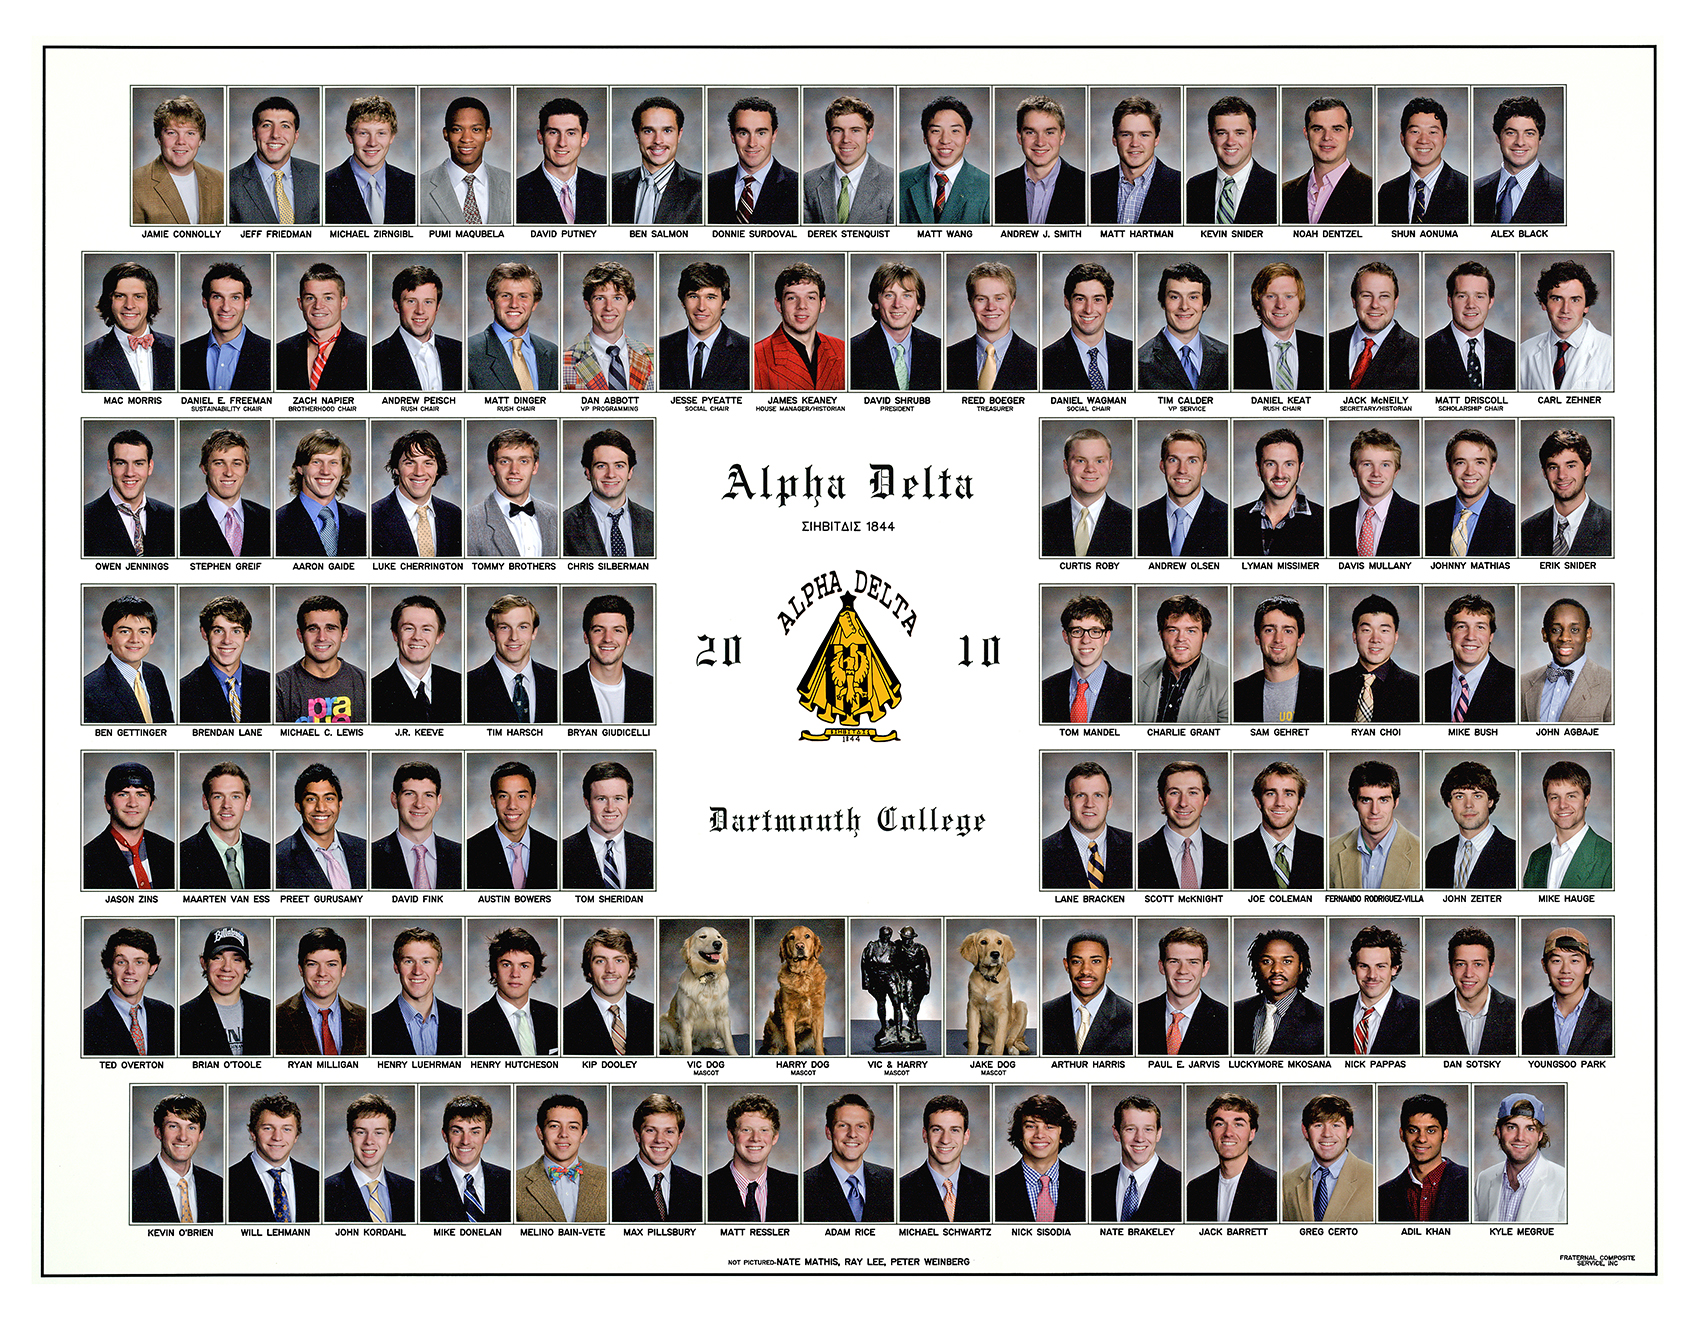 JAMIE CONNOLLY JEFF FRIEDMAN MICHAEL ZIRNGIBL PUMI MAQUBELA DAVID PUTNEY BEN SALMON DONNIE SURDOVAL DEREK STENQUIST MATT WANG ANDREW J. SMITH MATT HARTMAN KEVIN SNIDER NOAH DENTZEL SHUN AONUMA ALEX BLACK
MAC MORRIS DANIEL E. FREEMAN ZACH NAPIER ANDREW PEISCH MATT DINGER DAN ABBOTT JESSE PYEATTE JAMES KEANEY DAVID SHRUBB REED BOEGER DANIEL WAGMAN TIM CALDER DANIEL KEAT JACK McNEILY MATT DRISCOLL CARL ZEHNER
SUSTAINABILITY CHAIR BROTHERHOOD CHAIR RUSH CHAIR RUSH CHAIR VP PROGRAMMING SOCIAL CHAIR HOUSE MANAGER/HISTORIAN PRESIDENT TREASURER SOCIAL CHAIR VP SERVICE RUSH CHAIR SECRETARY/HISTORIAN SCHOLARSHIP CHAIR
Alpha Delta
ΣΙΗΒΙΤΔΙΣ 1844
OWEN JENNINGS STEPHEN GREIF AARON GAIDE LUKE CHERRINGTON TOMMY BROTHERS CHRIS SILBERMAN CURTIS ROBY ANDREW OLSEN LYMAN MISSIMER DAVIS MULLANY JOHNNY MATHIAS ERIK SNIDER
ALPHA DELTA
20 10
pra
UO
ΣΙΗΒΙΤΔΙΣ
1844
BEN GETTINGER BRENDAN LANE MICHAEL C. LEWIS J.R. KEEVE TIM HARSCH BRYAN GIUDICELLI TOM MANDEL CHARLIE GRANT SAM GEHRET RYAN CHOI MIKE BUSH JOHN AGBAJE
Dartmouth College
JASON ZINS MAARTEN VAN ESS PREET GURUSAMY DAVID FINK AUSTIN BOWERS TOM SHERIDAN LANE BRACKEN SCOTT McKNIGHT JOE COLEMAN FERNANDO RODRIGUEZ-VILLA JOHN ZEITER MIKE HAUGE
Billabong
TED OVERTON BRIAN O'TOOLE RYAN MILLIGAN HENRY LUEHRMAN HENRY HUTCHESON KIP DOOLEY VIC DOG HARRY DOG VIC & HARRY JAKE DOG ARTHUR HARRIS PAUL E. JARVIS LUCKYMORE MKOSANA NICK PAPPAS DAN SOTSKY YOUNGSOO PARK
MASCOT MASCOT MASCOT MASCOT
KEVIN O'BRIEN WILL LEHMANN JOHN KORDAHL MIKE DONELAN MELINO BAIN-VETE MAX PILLSBURY MATT RESSLER ADAM RICE MICHAEL SCHWARTZ NICK SISODIA NATE BRAKELEY JACK BARRETT GREG CERTO ADIL KHAN KYLE MEGRUE
NOT PICTURED-NATE MATHIS, RAY LEE, PETER WEINBERG
FRATERNAL COMPOSITE
SERVICE, INC